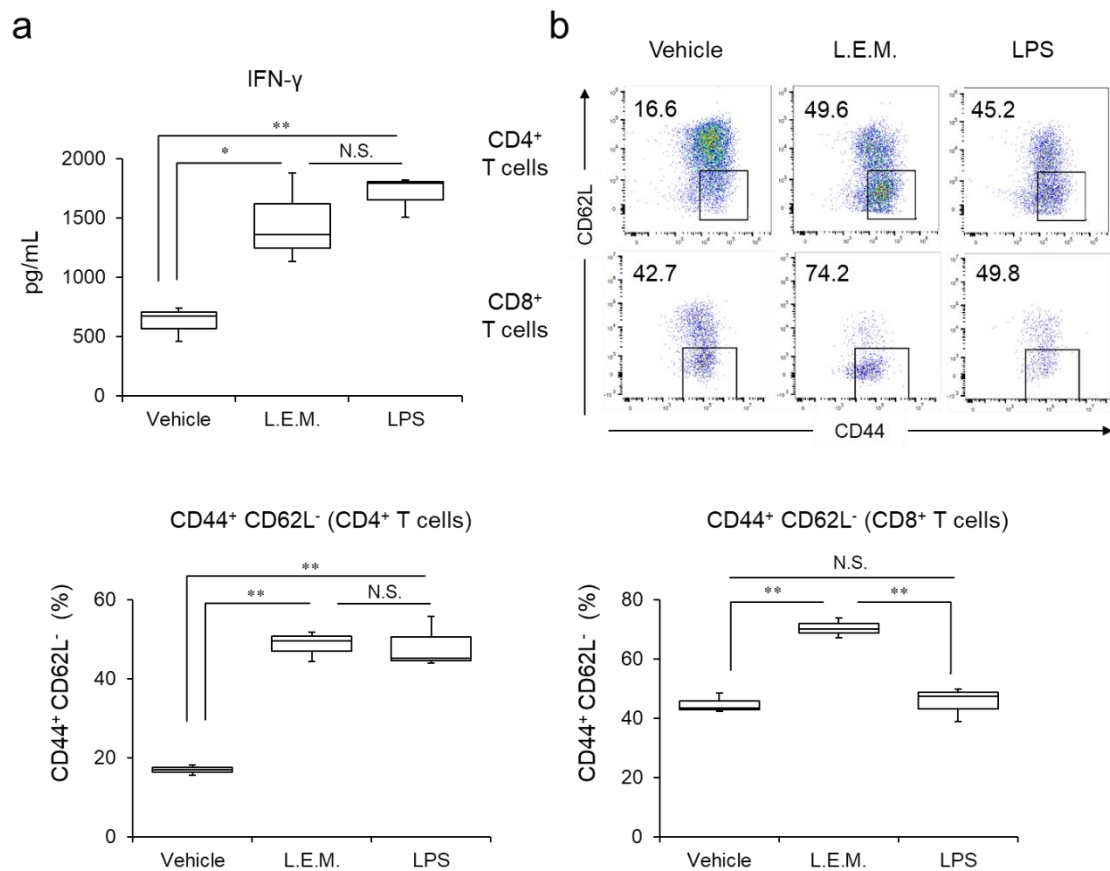 a
IFN-γ
**
*
N.S.
2000
1500
1000
500
0
pg/mL
Vehicle
L.E.M.
LPS
b
Vehicle
L.E.M.
LPS
CD4⁺
T cells
CD8⁺
T cells
CD62L
16.6
49.6
45.2
42.7
74.2
49.8
CD44
CD44⁺ CD62L⁻ (CD4⁺ T cells)
**
**
N.S.
CD44⁺ CD62L⁻ (%)
60
40
20
0
Vehicle
L.E.M.
LPS
CD44⁺ CD62L⁻ (CD8⁺ T cells)
N.S.
**
**
CD44⁺ CD62L⁻ (%)
80
60
40
20
0
Vehicle
L.E.M.
LPS